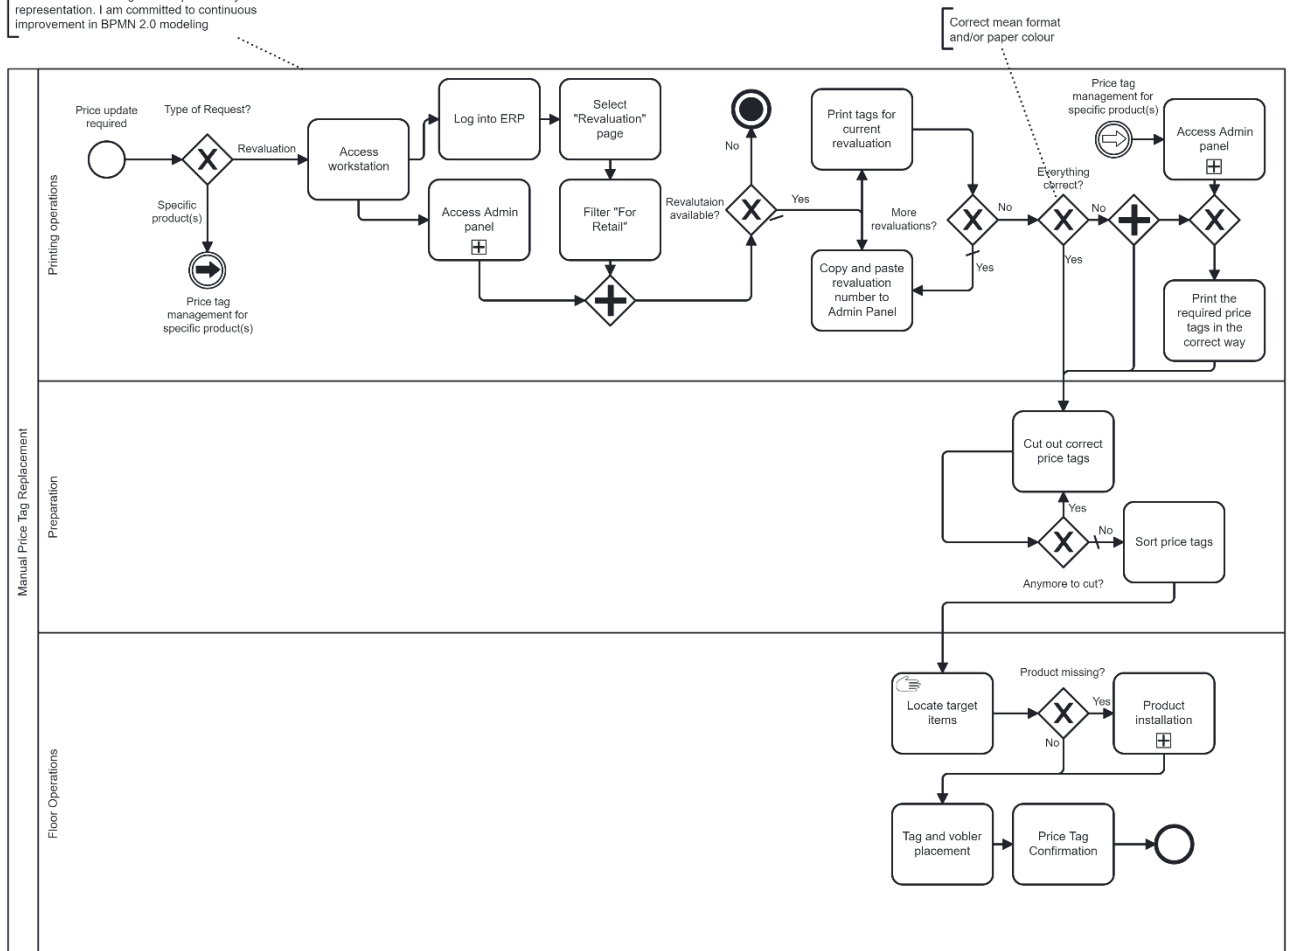 representation. I am committed to continuous
improvement in BPMN 2.0 modeling
Correct mean format
and/or paper colour
Manual Price Tag Replacement
Printing operations
Price update
required
Type of Request?
Revaluation
Specific
product(s)
Price tag
management for
specific product(s)
Access
workstation
Log into ERP
Select
"Revaluation"
page
Access Admin
panel
Filter "For
Retail"
No
Revalutaion
available?
Yes
Print tags for
current
revaluation
Copy and paste
revaluation
number to
Admin Panel
More
revaluations?
No
Yes
Everything
correct?
No
Yes
Price tag
management for
specific product(s)
Access Admin
panel
Print the
required price
tags in the
correct way
Preparation
Cut out correct
price tags
Yes
No
Anymore to cut?
Sort price tags
Floor Operations
Locate target
items
Product missing?
Yes
No
Product
installation
Tag and vobler
placement
Price Tag
Confirmation